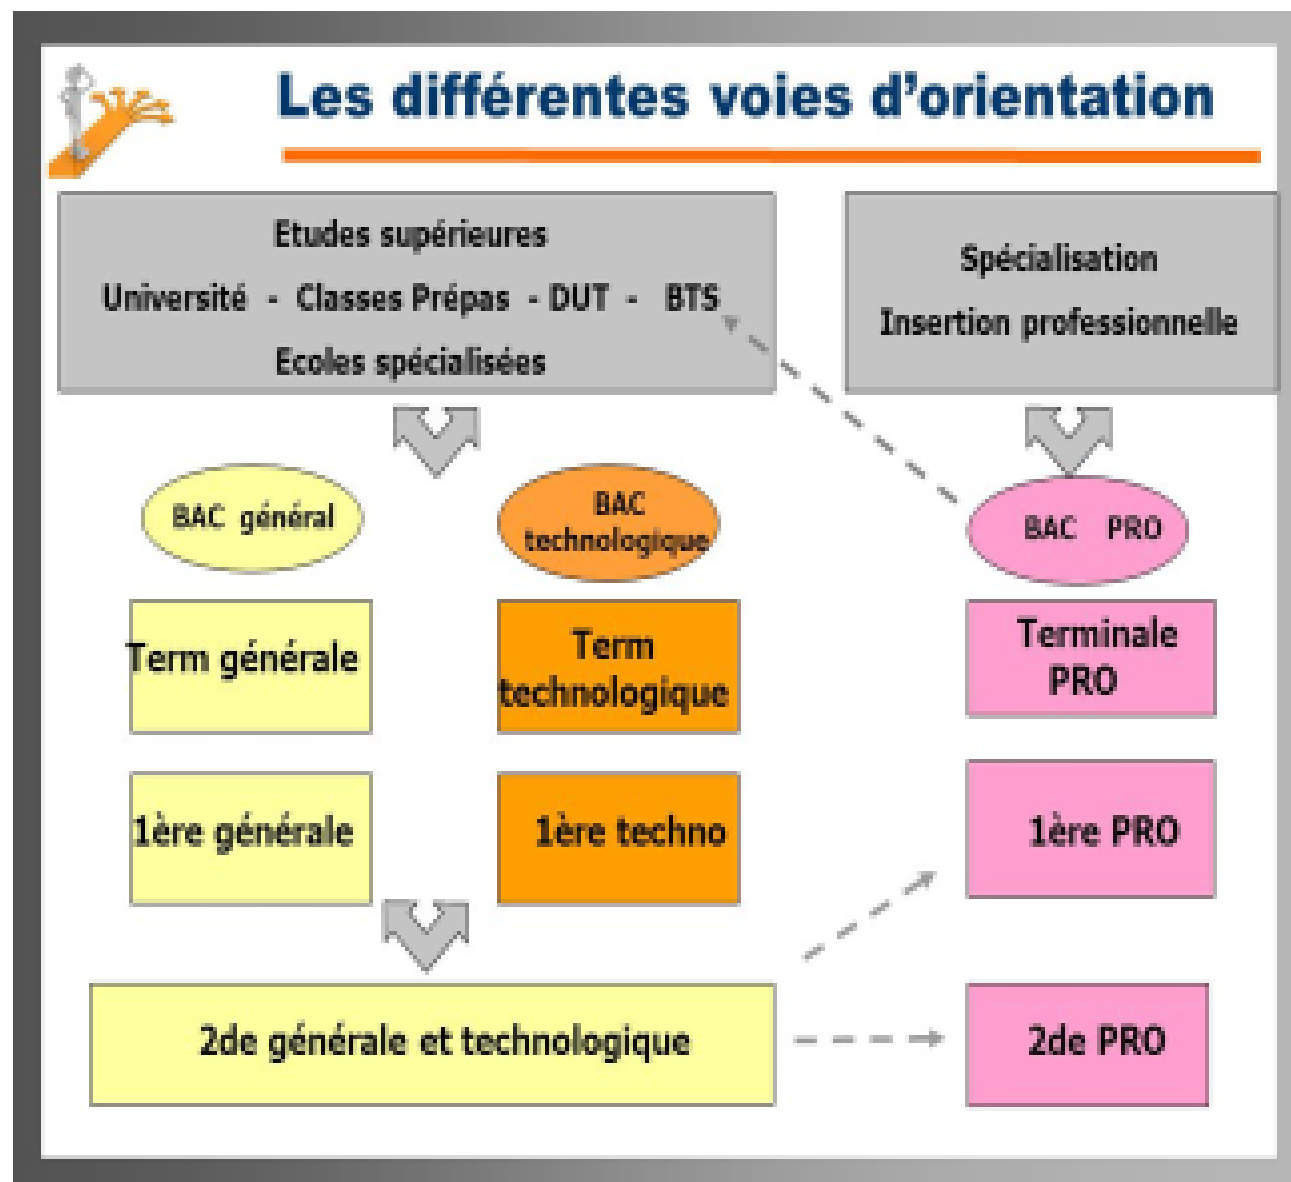 Les différentes voies d'orientation
Etudes supérieures
Université - Classes Prépas - DUT - BTS
Ecoles spécialisées
Spécialisation
Insertion professionnelle
BAC général
BAC
technologique
BAC PRO
Term générale
Term
technologique
Terminale
PRO
1ère générale
1ère techno
1ère PRO
2de générale et technologique
2de PRO